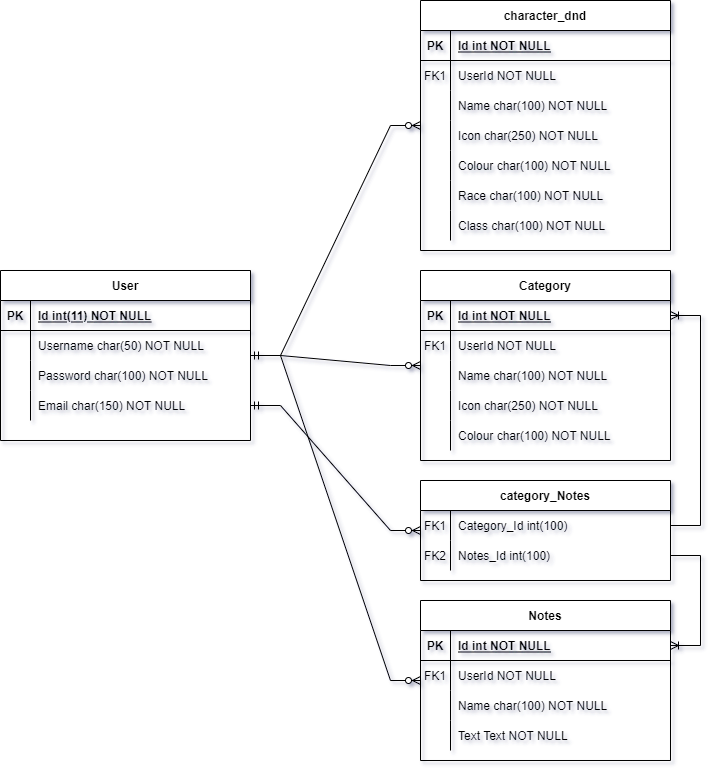 character_dnd
PK Id int NOT NULL
FK1 UserId NOT NULL
Name char(100) NOT NULL
Icon char(250) NOT NULL
Colour char(100) NOT NULL
Race char(100) NOT NULL
Class char(100) NOT NULL
User
PK Id int(11) NOT NULL
Username char(50) NOT NULL
Password char(100) NOT NULL
Email char(150) NOT NULL
Category
PK Id int NOT NULL
FK1 UserId NOT NULL
Name char(100) NOT NULL
Icon char(250) NOT NULL
Colour char(100) NOT NULL
category_Notes
FK1 Category_Id int(100)
FK2 Notes_Id int(100)
Notes
PK Id int NOT NULL
FK1 UserId NOT NULL
Name char(100) NOT NULL
Text Text NOT NULL